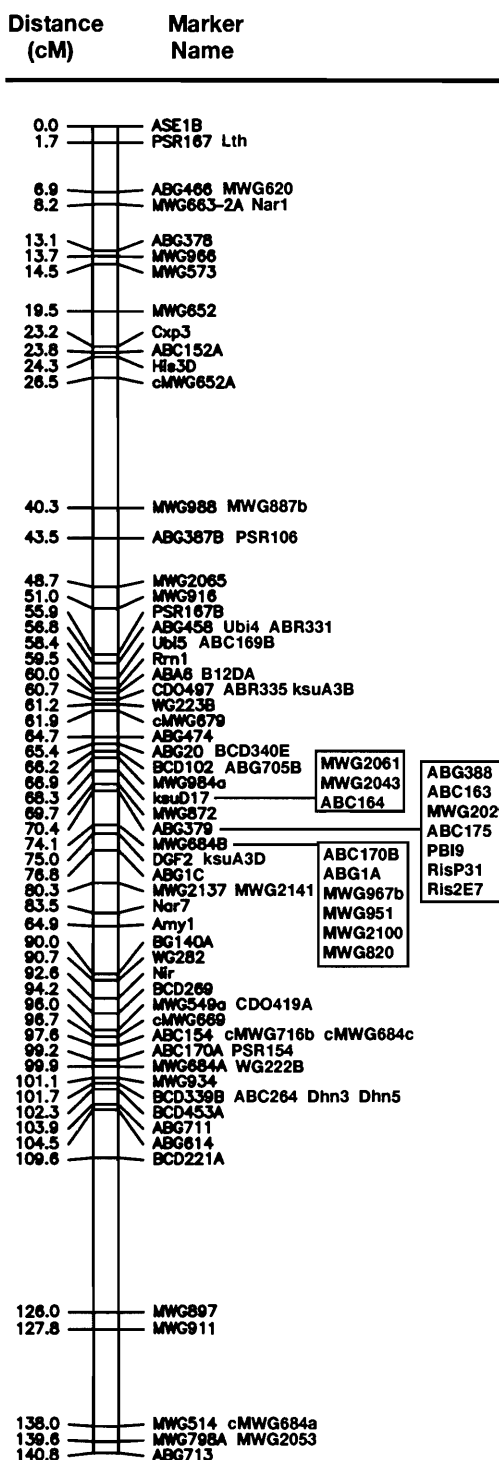 Distance Marker
(cM) Name
0.0 ASE1B
1.7 PSR167 Lth
6.9 ABG466 MWG620
8.2 MWG663-2A Nar1
13.1 ABG378
13.7 MWG966
14.5 MWG573
19.5 MWG652
23.2 Cxp3
23.8 ABC152A
24.3 His3D
26.5 cMWG652A
40.3 MWG988 MWG887b
43.5 ABG387B PSR106
48.7 MWG2065
51.0 MWG916
55.9 PSR167B
56.8 ABG458 Ubi4 ABR331
58.4 Ubi5 ABC169B
59.5 Rrn1
60.0 ABA6 B12DA
60.7 CDO497 ABR335 ksuA3B
61.2 WG223B
61.9 cMWG679
64.7 ABG474
65.4 ABG20 BCD340E
66.2 BCD102 ABG705B
66.9 MWG984a
68.3 ksuD17
69.7 MWG872
70.4 ABG379
74.1 MWG684B
75.0 DGF2 ksuA3D
76.8 ABG1C
80.3 MWG2137 MWG2141
83.5 Nar7
64.9 Amy1
90.0 BG140A
90.7 WG282
92.6 Nir
94.2 BCD269
96.0 MWG549a CDO419A
96.7 cMWG669
97.6 ABC154 cMWG716b cMWG684c
99.2 ABC170A PSR154
99.9 MWG684A WG222B
101.1 MWG934
101.7 BCD339B ABC264 Dhn3 Dhn5
102.3 BCD453A
103.9 ABG711
104.5 ABG614
109.6 BCD221A
126.0 MWG897
127.8 MWG911
138.0 MWG514 cMWG684a
139.6 MWG798A MWG2053
140.8 ABG713
MWG2061
MWG2043
ABC164
ABG388
ABC163
MWG202
ABC175
PBI9
RisP31
Ris2E7
ABC170B
ABG1A
MWG967b
MWG951
MWG2100
MWG820